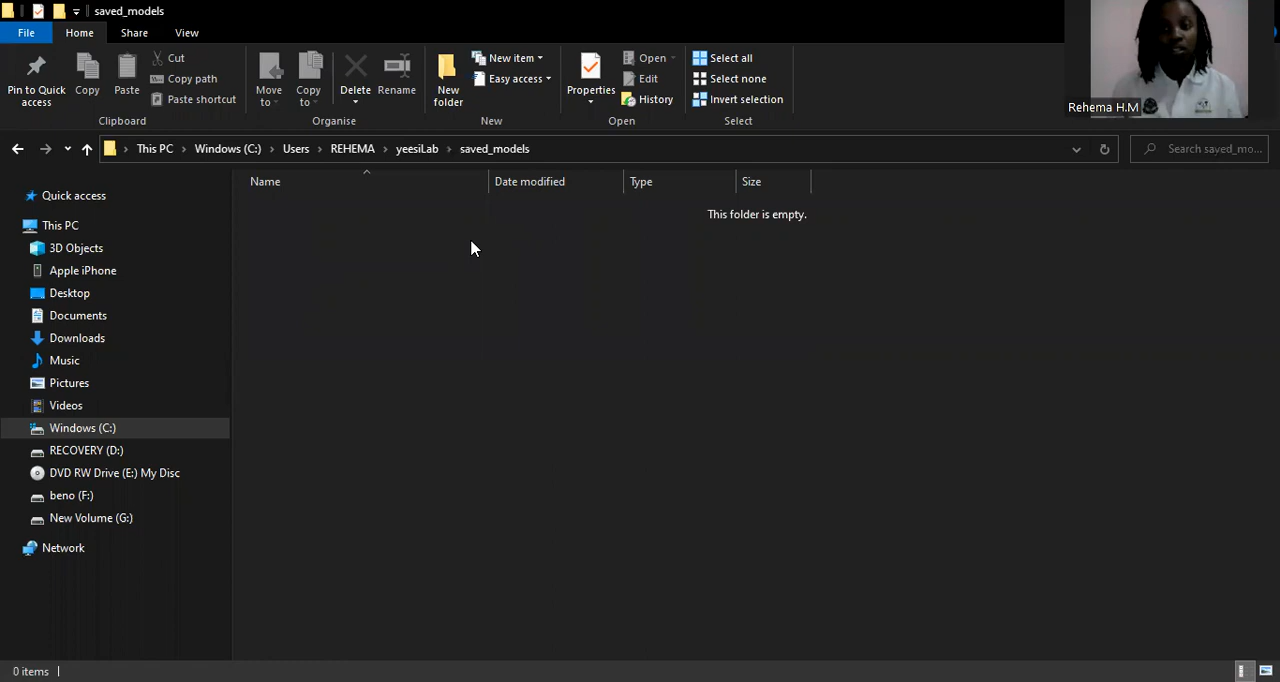 saved_models
File Home Share View
Pin to Quick access
Copy
Paste
Cut
Copy path
Paste shortcut
Clipboard
Move to
Copy to
Delete
Rename
Organise
New folder
New item
Easy access
New
Properties
Open
Edit
History
Open
Select all
Select none
Invert selection
Select
Rehema H.M
This PC > Windows (C:) > Users > REHEMA > yeesiLab > saved_models
Search saved_mo...
Name Date modified Type Size
This folder is empty.
Quick access
This PC
3D Objects
Apple iPhone
Desktop
Documents
Downloads
Music
Pictures
Videos
Windows (C:)
RECOVERY (D:)
DVD RW Drive (E:) My Disc
beno (F:)
New Volume (G:)
Network
0 items